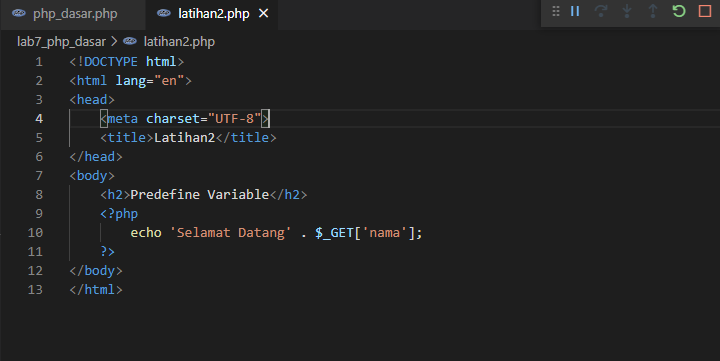 php_dasar.php latihan2.php
lab7_php_dasar > latihan2.php
1 <!DOCTYPE html>
2 <html lang="en">
3 <head>
4     <meta charset="UTF-8">
5     <title>Latihan2</title>
6 </head>
7 <body>
8     <h2>Predefine Variable</h2>
9     <?php
10         echo 'Selamat Datang' . $_GET['nama'];
11     ?>
12 </body>
13 </html>